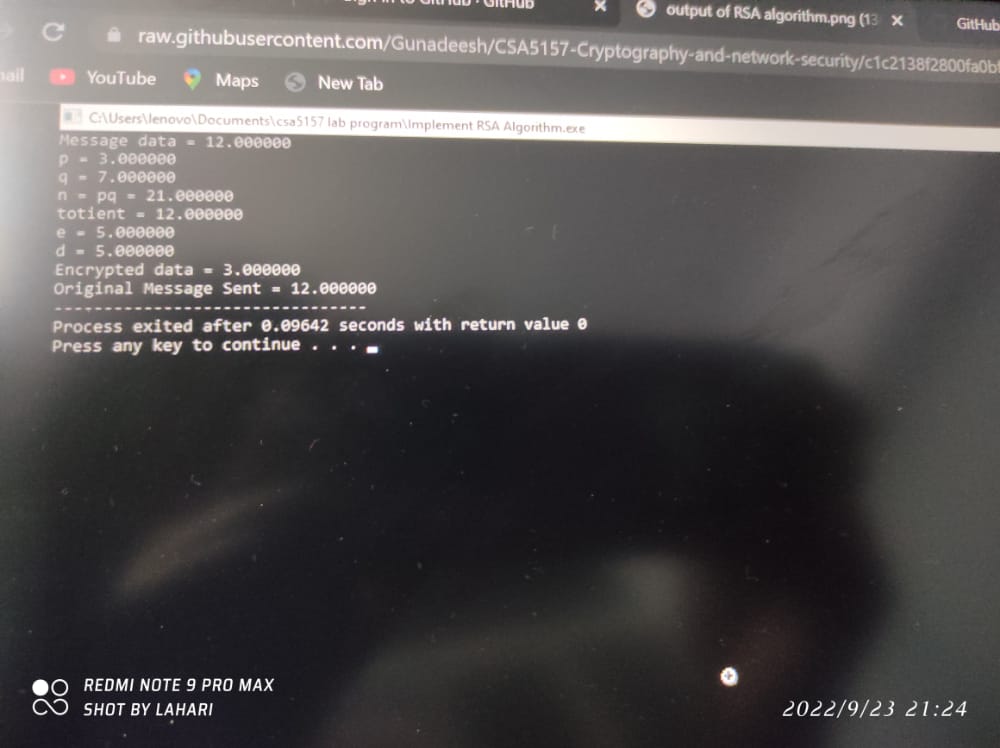 GitHub
output of RSA algorithm.png (13
GitHub
raw.githubusercontent.com/Gunadeesh/CSA5157-Cryptography-and-network-security/c1c2138f2800fa0b
YouTube
Maps
New Tab
C:\Users\lenovo\Documents\csa5157 lab program\Implement RSA Algorithm.exe
Message data = 12.000000
p = 3.000000
q = 7.000000
n = pq = 21.000000
totient = 12.000000
e = 5.000000
d = 5.000000
Encrypted data = 3.000000
Original Message Sent = 12.000000
--------------------------------
Process exited after 0.09642 seconds with return value 0
Press any key to continue . . .
REDMI NOTE 9 PRO MAX
SHOT BY LAHARI
2022/9/23 21:24